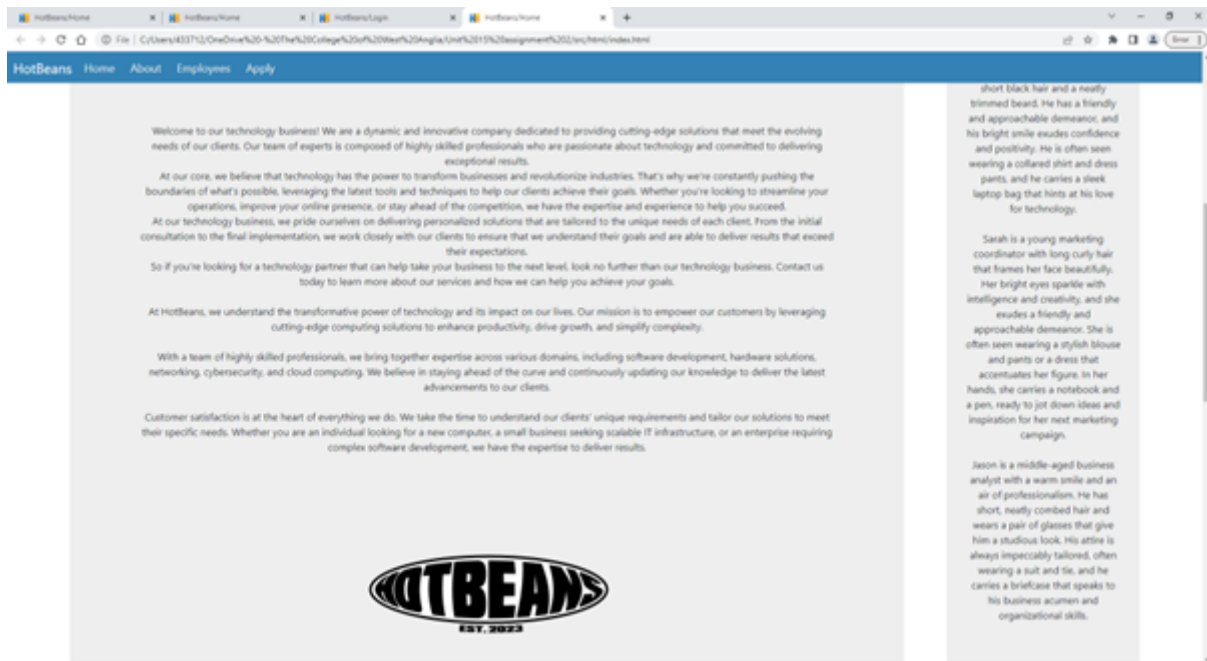 HotBeans/Home
HotBeans/Home
HotBeans/Login
HotBeans/Home
File | C:/Users/433712/OneDrive%20-%20The%20College%20of%20West%20Anglia/Unit%2015%20assignment%202/src/html/index.html
Error
HotBeans Home About Employees Apply
Welcome to our technology business! We are a dynamic and innovative company dedicated to providing cutting-edge solutions that meet the evolving
needs of our clients. Our team of experts is composed of highly skilled professionals who are passionate about technology and committed to delivering
exceptional results.
At our core, we believe that technology has the power to transform businesses and revolutionize industries. That's why we're constantly pushing the
boundaries of what's possible, leveraging the latest tools and techniques to help our clients achieve their goals. Whether you're looking to streamline your
operations, improve your online presence, or stay ahead of the competition, we have the expertise and experience to help you succeed.
At our technology business, we pride ourselves on delivering personalized solutions that are tailored to the unique needs of each client. From the initial
consultation to the final implementation, we work closely with our clients to ensure that we understand their goals and are able to deliver results that exceed
their expectations.
So if you're looking for a technology partner that can help take your business to the next level, look no further than our technology business. Contact us
today to learn more about our services and how we can help you achieve your goals.
At HotBeans, we understand the transformative power of technology and its impact on our lives. Our mission is to empower our customers by leveraging
cutting-edge computing solutions to enhance productivity, drive growth, and simplify complexity.
With a team of highly skilled professionals, we bring together expertise across various domains, including software development, hardware solutions,
networking, cybersecurity, and cloud computing. We believe in staying ahead of the curve and continuously updating our knowledge to deliver the latest
advancements to our clients.
Customer satisfaction is at the heart of everything we do. We take the time to understand our clients' unique requirements and tailor our solutions to meet
their specific needs. Whether you are an individual looking for a new computer, a small business seeking scalable IT infrastructure, or an enterprise requiring
complex software development, we have the expertise to deliver results.
HOTBEANS
EST. 2023
short black hair and a neatly
trimmed beard. He has a friendly
and approachable demeanor, and
his bright smile exudes confidence
and positivity. He is often seen
wearing a collared shirt and dress
pants, and he carries a sleek
laptop bag that hints at his love
for technology.
Sarah is a young marketing
coordinator with long curly hair
that frames her face beautifully.
Her bright eyes sparkle with
intelligence and creativity, and she
exudes a friendly and
approachable demeanor. She is
often seen wearing a stylish blouse
and pants or a dress that
accentuates her figure. In her
hands, she carries a notebook and
a pen, ready to jot down ideas and
inspiration for her next marketing
campaign.
Jason is a middle-aged business
analyst with a warm smile and an
air of professionalism. He has
short, neatly combed hair and
wears a pair of glasses that give
him a studious look. His attire is
always impeccably tailored, often
wearing a suit and tie, and he
carries a briefcase that speaks to
his business acumen and
organizational skills.